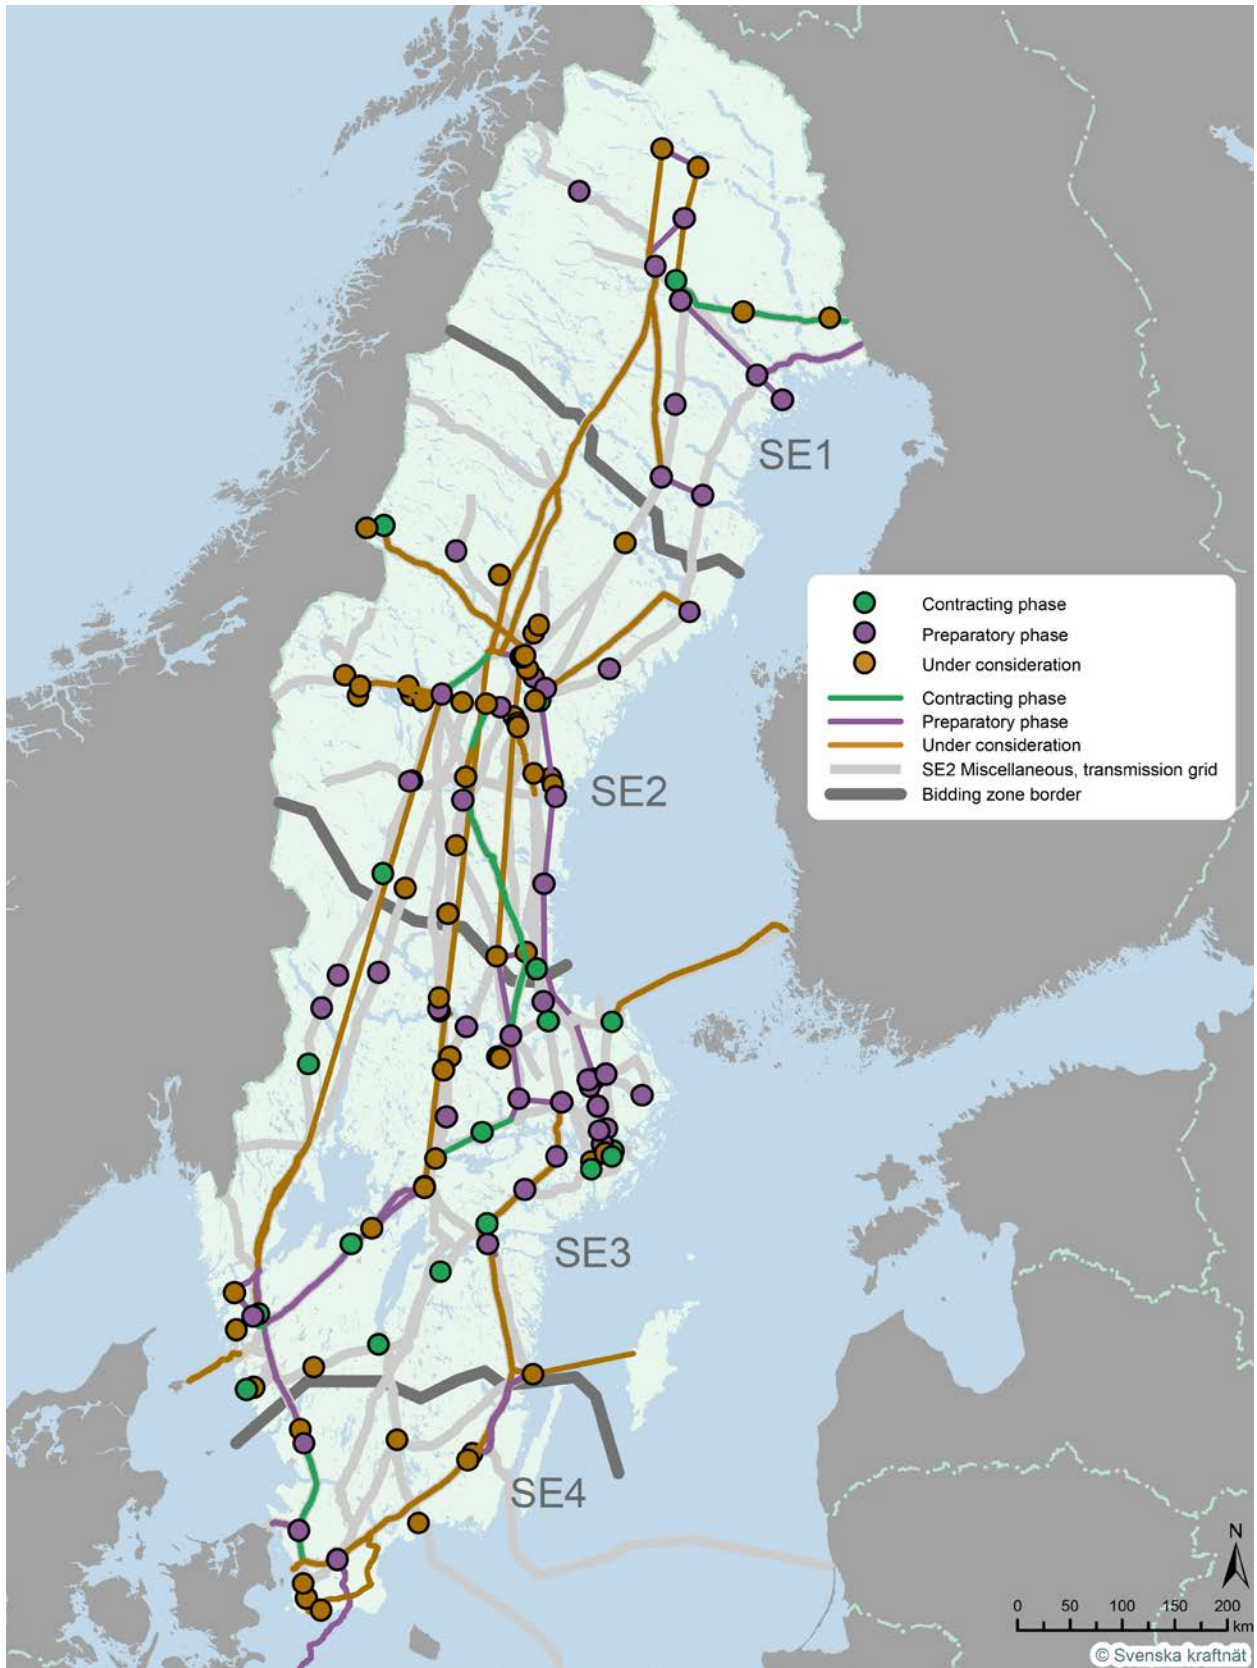 SE1
Contracting phase
Preparatory phase
Under consideration
Contracting phase
Preparatory phase
Under consideration
SE2 Miscellaneous, transmission grid
Bidding zone border
SE2
SE3
SE4
N
0 50 100 150 200
km
© Svenska kraftnät